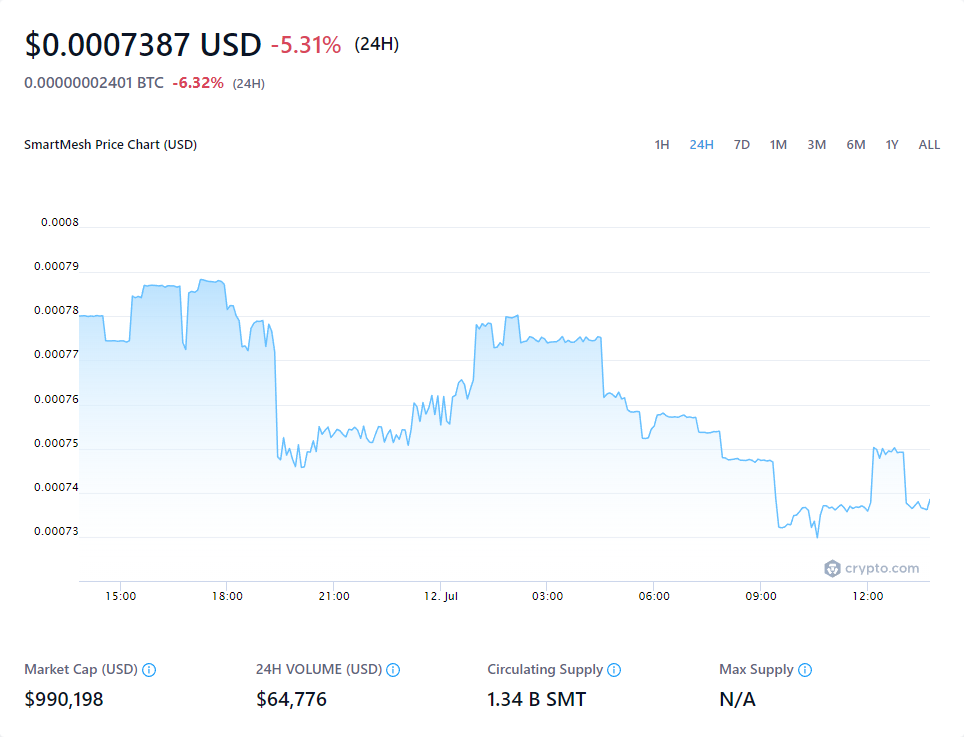 $0.0007387 USD -5.31% (24H)
0.00000002401 BTC -6.32% (24H)
SmartMesh Price Chart (USD) 1H 24H 7D 1M 3M 6M 1Y ALL
0.0008
0.00079
0.00078
0.00077
0.00076
0.00075
0.00074
0.00073
crypto.com
15:00 18:00 21:00 12. Jul 03:00 06:00 09:00 12:00
Market Cap (USD) 24H VOLUME (USD) Circulating Supply Max Supply
$990,198 $64,776 1.34 B SMT N/A